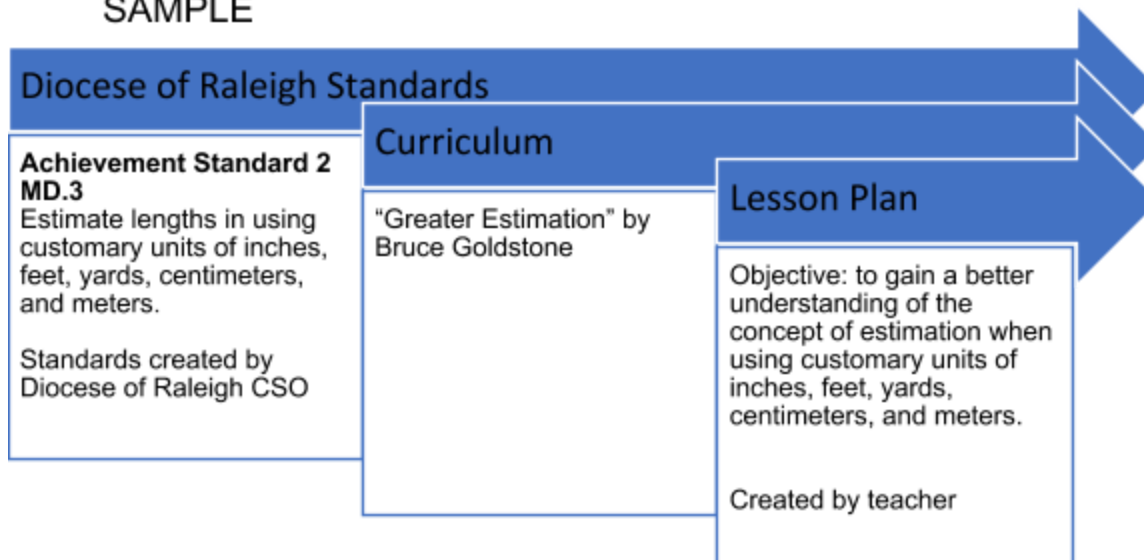 SAMPLE
Diocese of Raleigh Standards
Achievement Standard 2
MD.3
Estimate lengths in using
customary units of inches,
feet, yards, centimeters,
and meters.
Standards created by
Diocese of Raleigh CSO
Curriculum
“Greater Estimation” by
Bruce Goldstone
Lesson Plan
Objective: to gain a better
understanding of the
concept of estimation when
using customary units of
inches, feet, yards,
centimeters, and meters.
Created by teacher